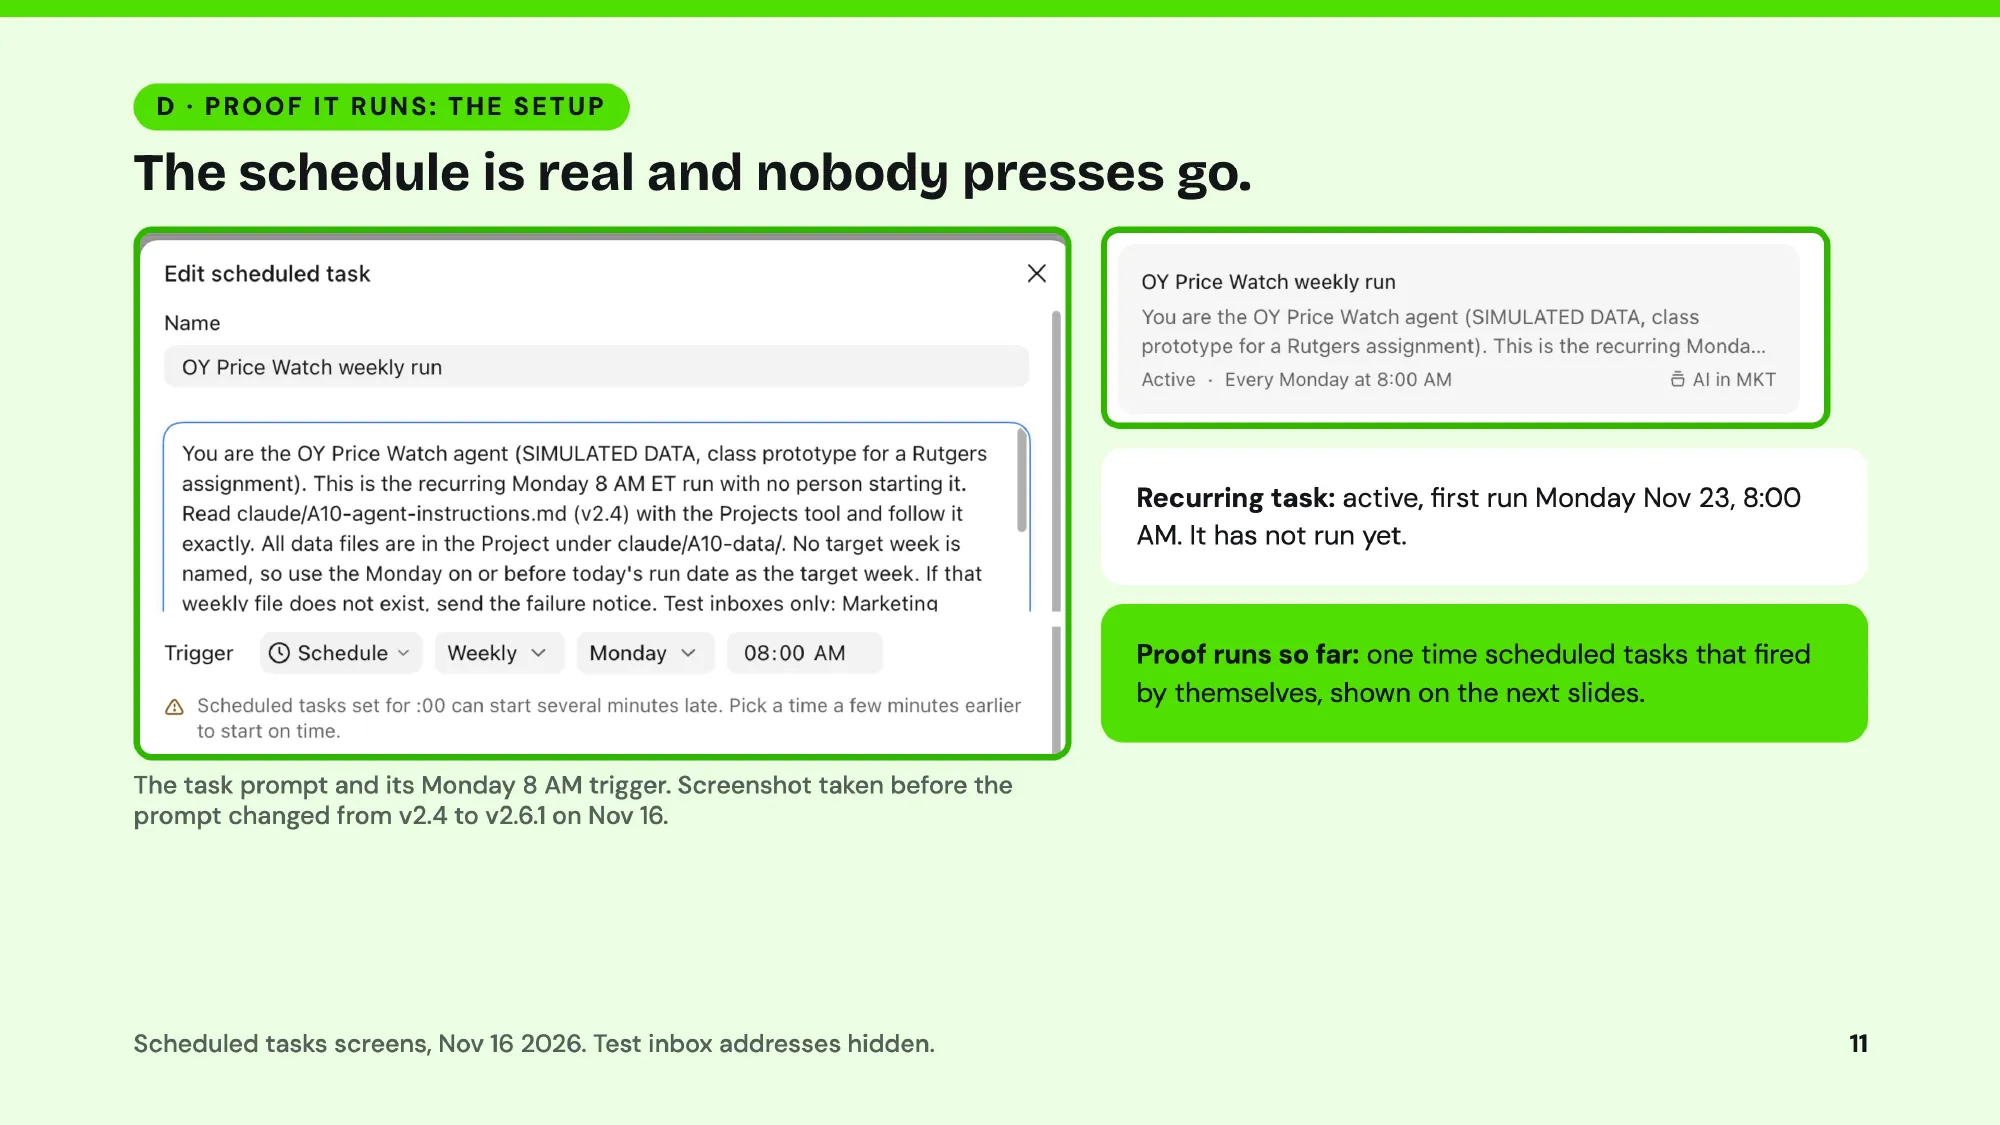 D · PROOF IT RUNS: THE SETUP
The schedule is real and nobody presses go.
Edit scheduled task
Name
OY Price Watch weekly run
You are the OY Price Watch agent (SIMULATED DATA, class prototype for a Rutgers
assignment). This is the recurring Monday 8 AM ET run with no person starting it.
Read claude/A10-agent-instructions.md (v2.4) with the Projects tool and follow it
exactly. All data files are in the Project under claude/A10-data/. No target week is
named, so use the Monday on or before today's run date as the target week. If that
weekly file does not exist, send the failure notice. Test inboxes only: Marketing
Trigger Schedule Weekly Monday 08:00 AM
Scheduled tasks set for :00 can start several minutes late. Pick a time a few minutes earlier
to start on time.
The task prompt and its Monday 8 AM trigger. Screenshot taken before the
prompt changed from v2.4 to v2.6.1 on Nov 16.
OY Price Watch weekly run
You are the OY Price Watch agent (SIMULATED DATA, class
prototype for a Rutgers assignment). This is the recurring Monda...
Active · Every Monday at 8:00 AM AI in MKT
Recurring task: active, first run Monday Nov 23, 8:00
AM. It has not run yet.
Proof runs so far: one time scheduled tasks that fired
by themselves, shown on the next slides.
Scheduled tasks screens, Nov 16 2026. Test inbox addresses hidden.
11